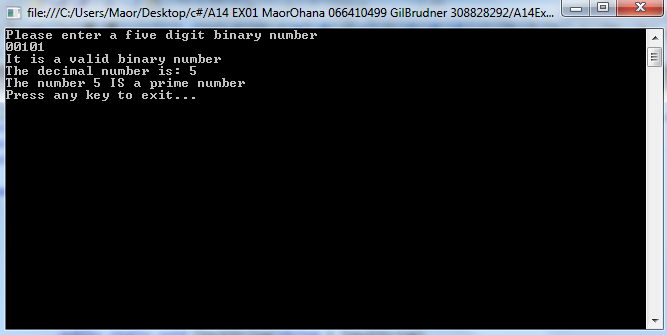 file:///C:/Users/Maor/Desktop/c#/A14 EX01 MaorOhana 066410499 GilBrudner 308828292/A14Ex...
Please enter a five digit binary number
00101
It is a valid binary number
The decimal number is: 5
The number 5 IS a prime number
Press any key to exit...